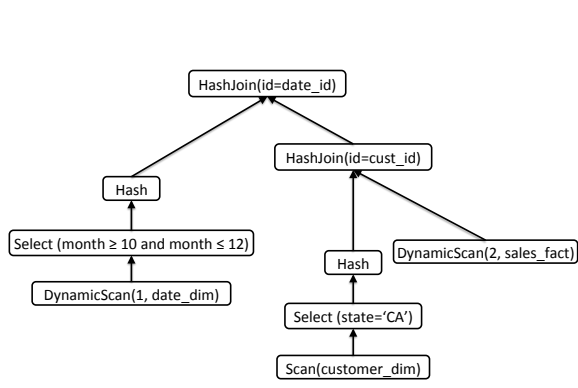 HashJoin(id=date_id)
HashJoin(id=cust_id)
Hash
Select (month ≥ 10 and month ≤ 12)
DynamicScan(2, sales_fact)
Hash
DynamicScan(1, date_dim)
Select (state=‘CA’)
Scan(customer_dim)